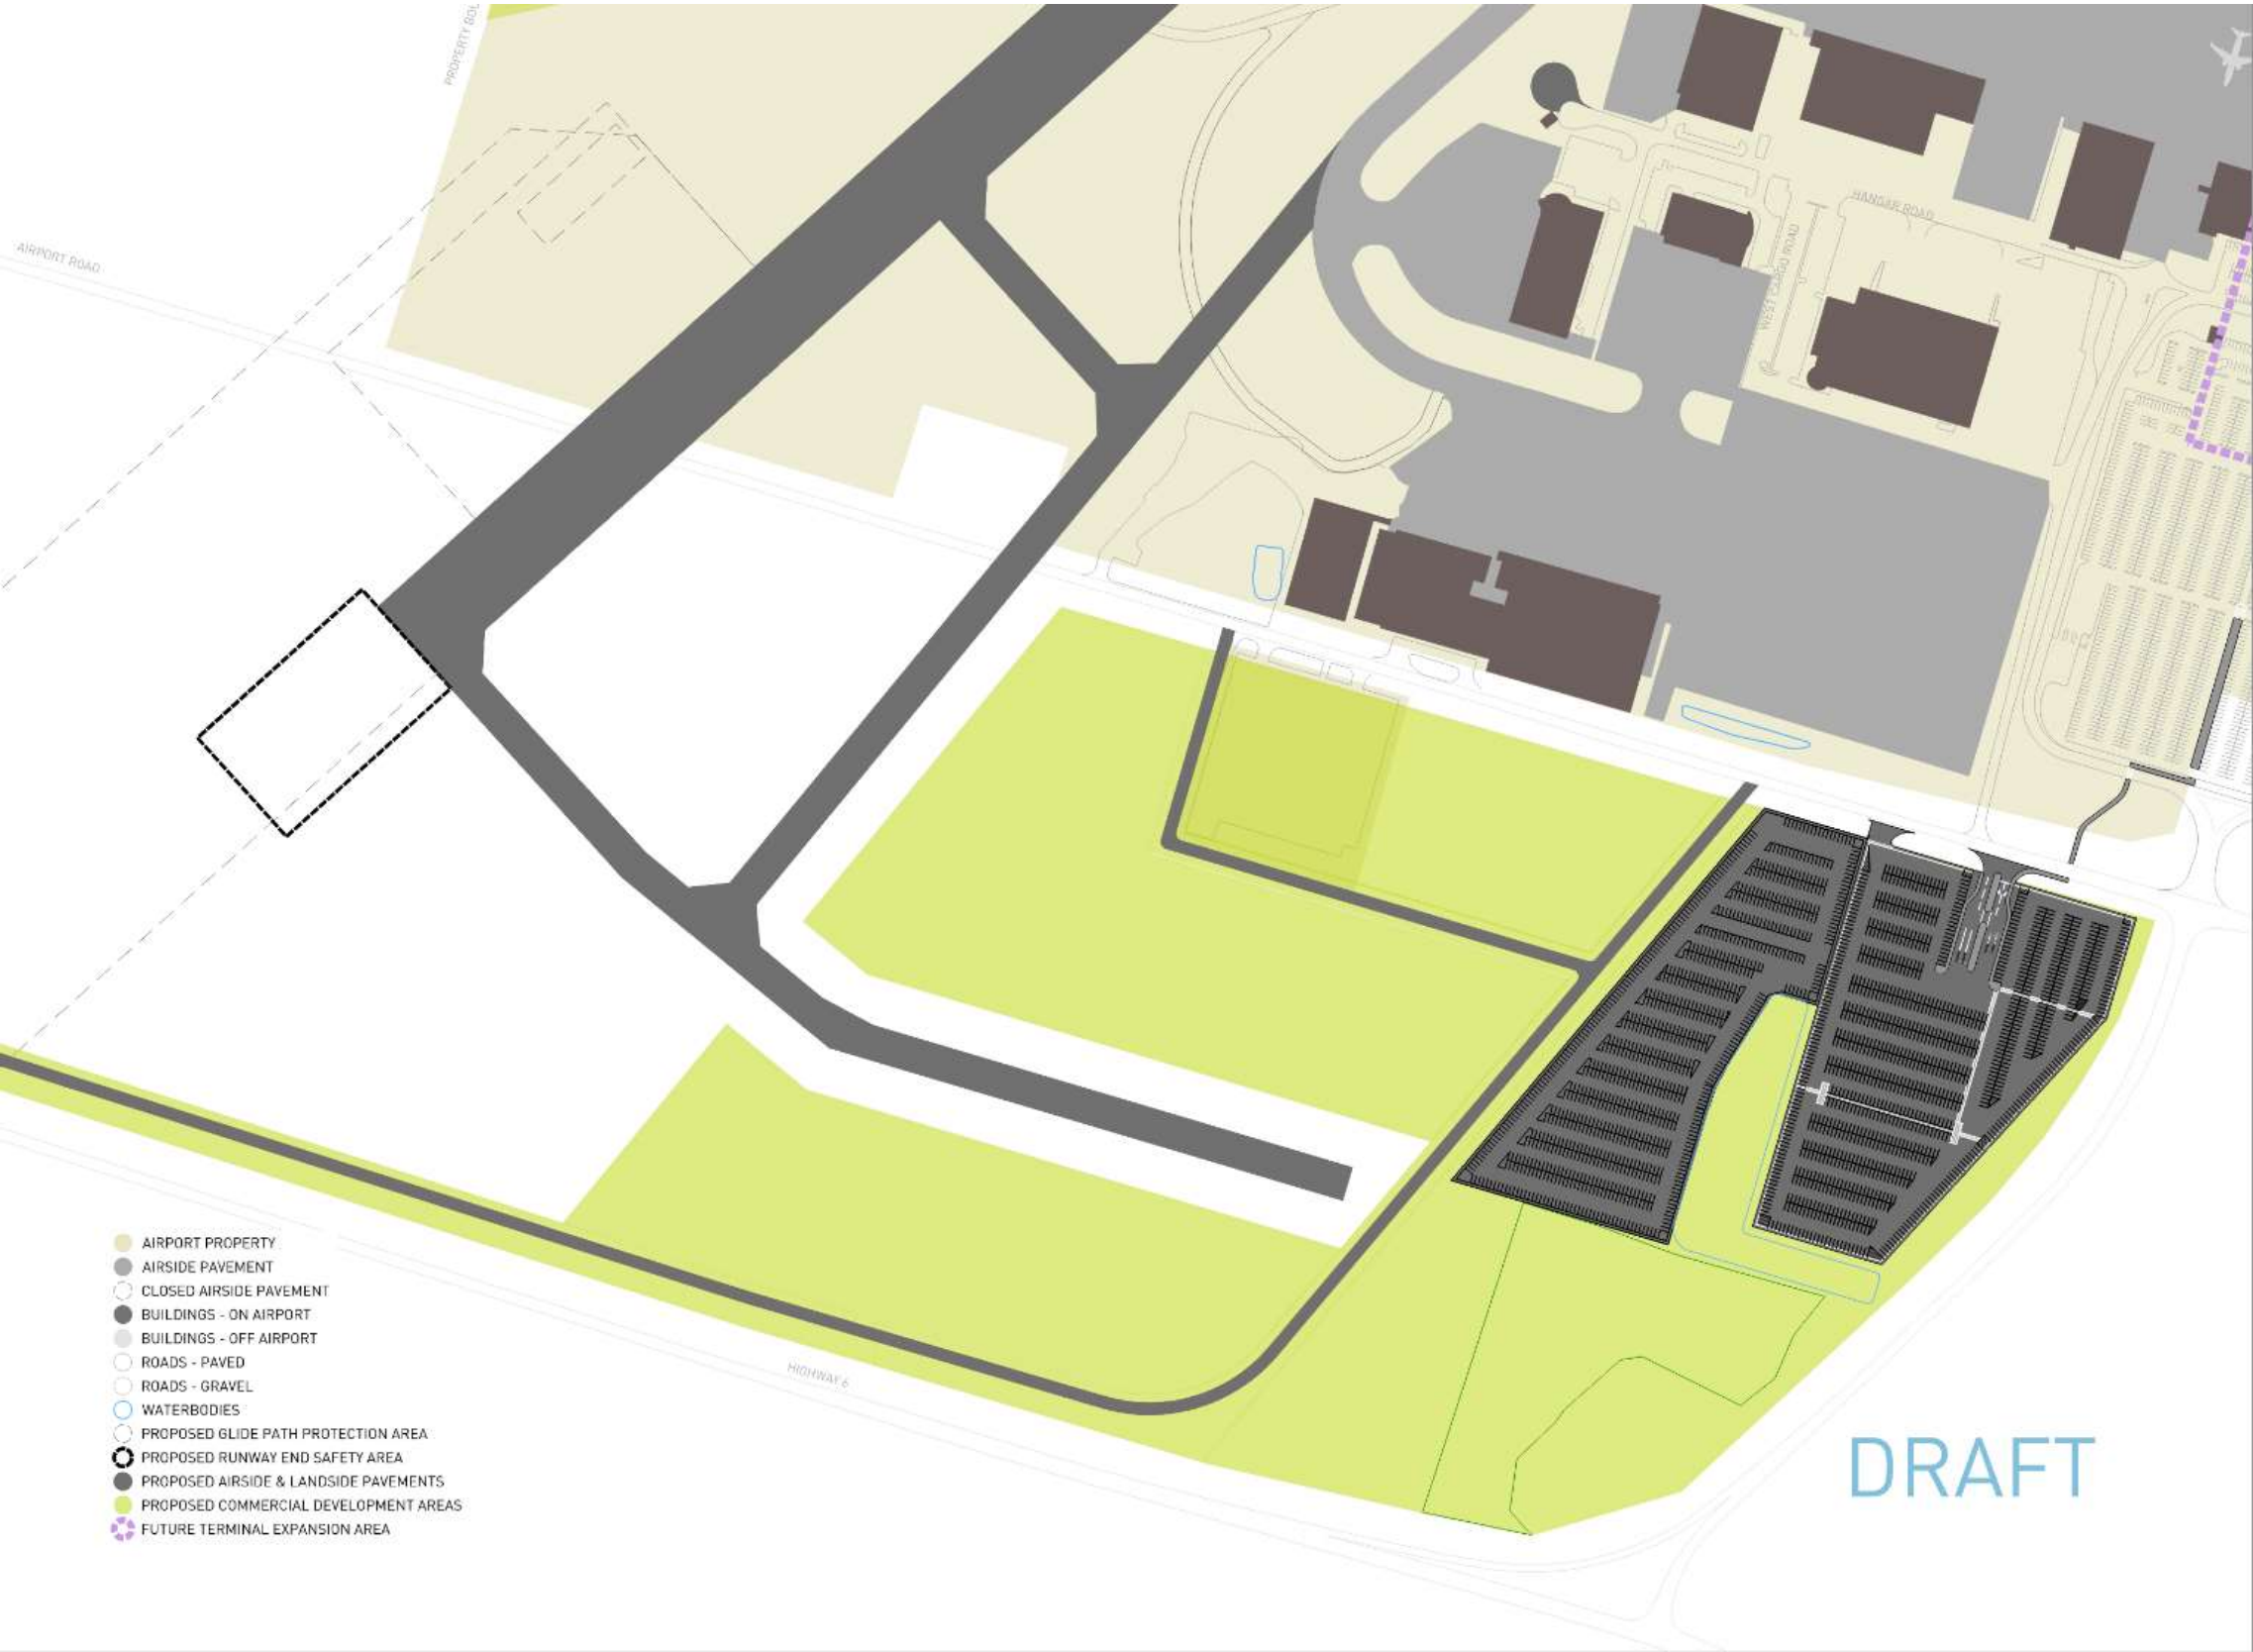 PROPERTY
AIRPORT ROAD
HANGAR ROAD
WEST CARGO ROAD
AIRPORT PROPERTY
AIRSIDE PAVEMENT
CLOSED AIRSIDE PAVEMENT
BUILDINGS - ON AIRPORT
BUILDINGS - OFF AIRPORT
ROADS - PAVED
ROADS - GRAVEL
WATERBODIES
PROPOSED GLIDE PATH PROTECTION AREA
PROPOSED RUNWAY END SAFETY AREA
PROPOSED AIRSIDE & LANDSIDE PAVEMENTS
PROPOSED COMMERCIAL DEVELOPMENT AREAS
FUTURE TERMINAL EXPANSION AREA
HIGHWAY 6
DRAFT